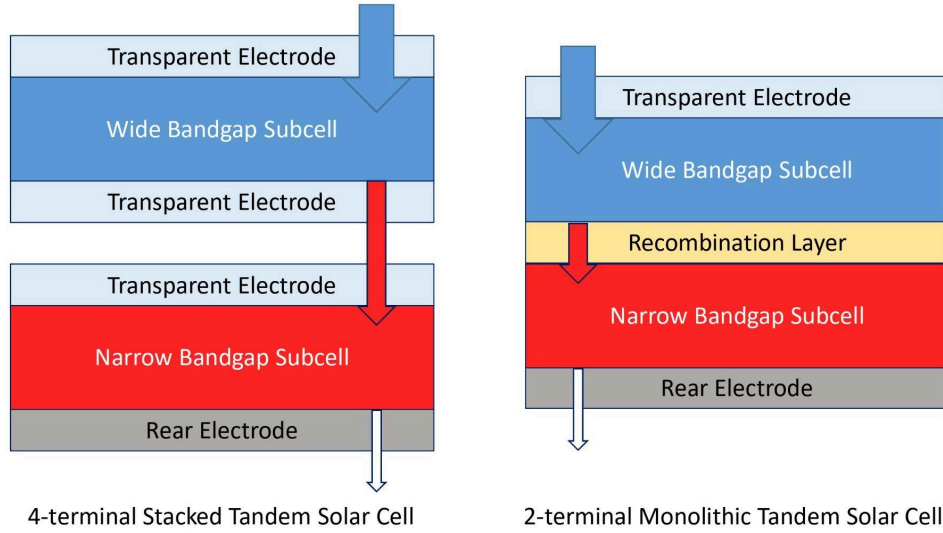 Transparent Electrode
Wide Bandgap Subcell
Transparent Electrode
Transparent Electrode
Narrow Bandgap Subcell
Rear Electrode
4-terminal Stacked Tandem Solar Cell
Transparent Electrode
Wide Bandgap Subcell
Recombination Layer
Narrow Bandgap Subcell
Rear Electrode
2-terminal Monolithic Tandem Solar Cell